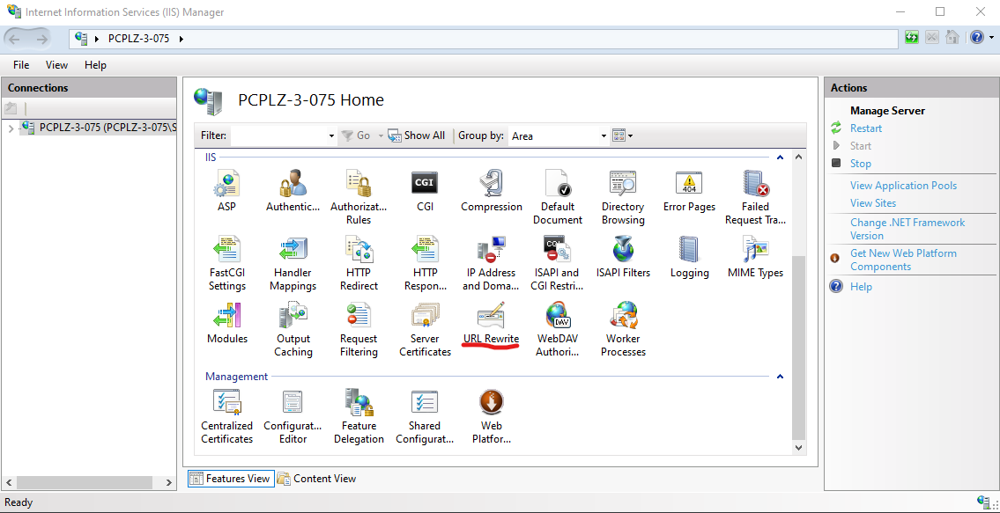 Internet Information Services (IIS) Manager
PCPLZ-3-075
File View Help
Connections
PCPLZ-3-075 (PCPLZ-3-075\S
PCPLZ-3-075 Home
Filter: Go Show All Group by: Area
IIS
ASP
Authentic...
Authorizat...
Rules
CGI
CGI
Compression
Default
Document
Directory
Browsing
404
Error Pages
Failed
Request Tra...
FastCGI
Settings
Handler
Mappings
HTTP
Redirect
HTTP
Respon...
IP Address
and Doma...
CGI
ISAPI and
CGI Restri...
ISAPI Filters
Logging
MIME Types
Modules
Output
Caching
Request
Filtering
Server
Certificates
URL Rewrite
DAV
WebDAV
Authori...
Worker
Processes
Management
Centralized
Certificates
Configurat...
Editor
Feature
Delegation
Shared
Configurat...
Web
Platfor...
Features View Content View
Actions
Manage Server
Restart
Start
Stop
View Application Pools
View Sites
Change .NET Framework
Version
Get New Web Platform
Components
Help
Ready